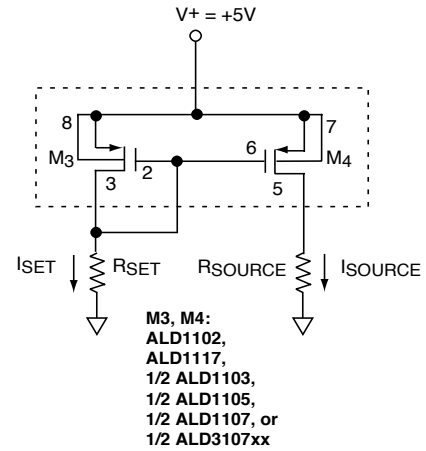 V+ = +5V
8
7
M3
2
6
M4
3
5
ISET
RSET
RSOURCE
ISOURCE
M3, M4:
ALD1102,
ALD1117,
1/2 ALD1103,
1/2 ALD1105,
1/2 ALD1107, or
1/2 ALD3107xx